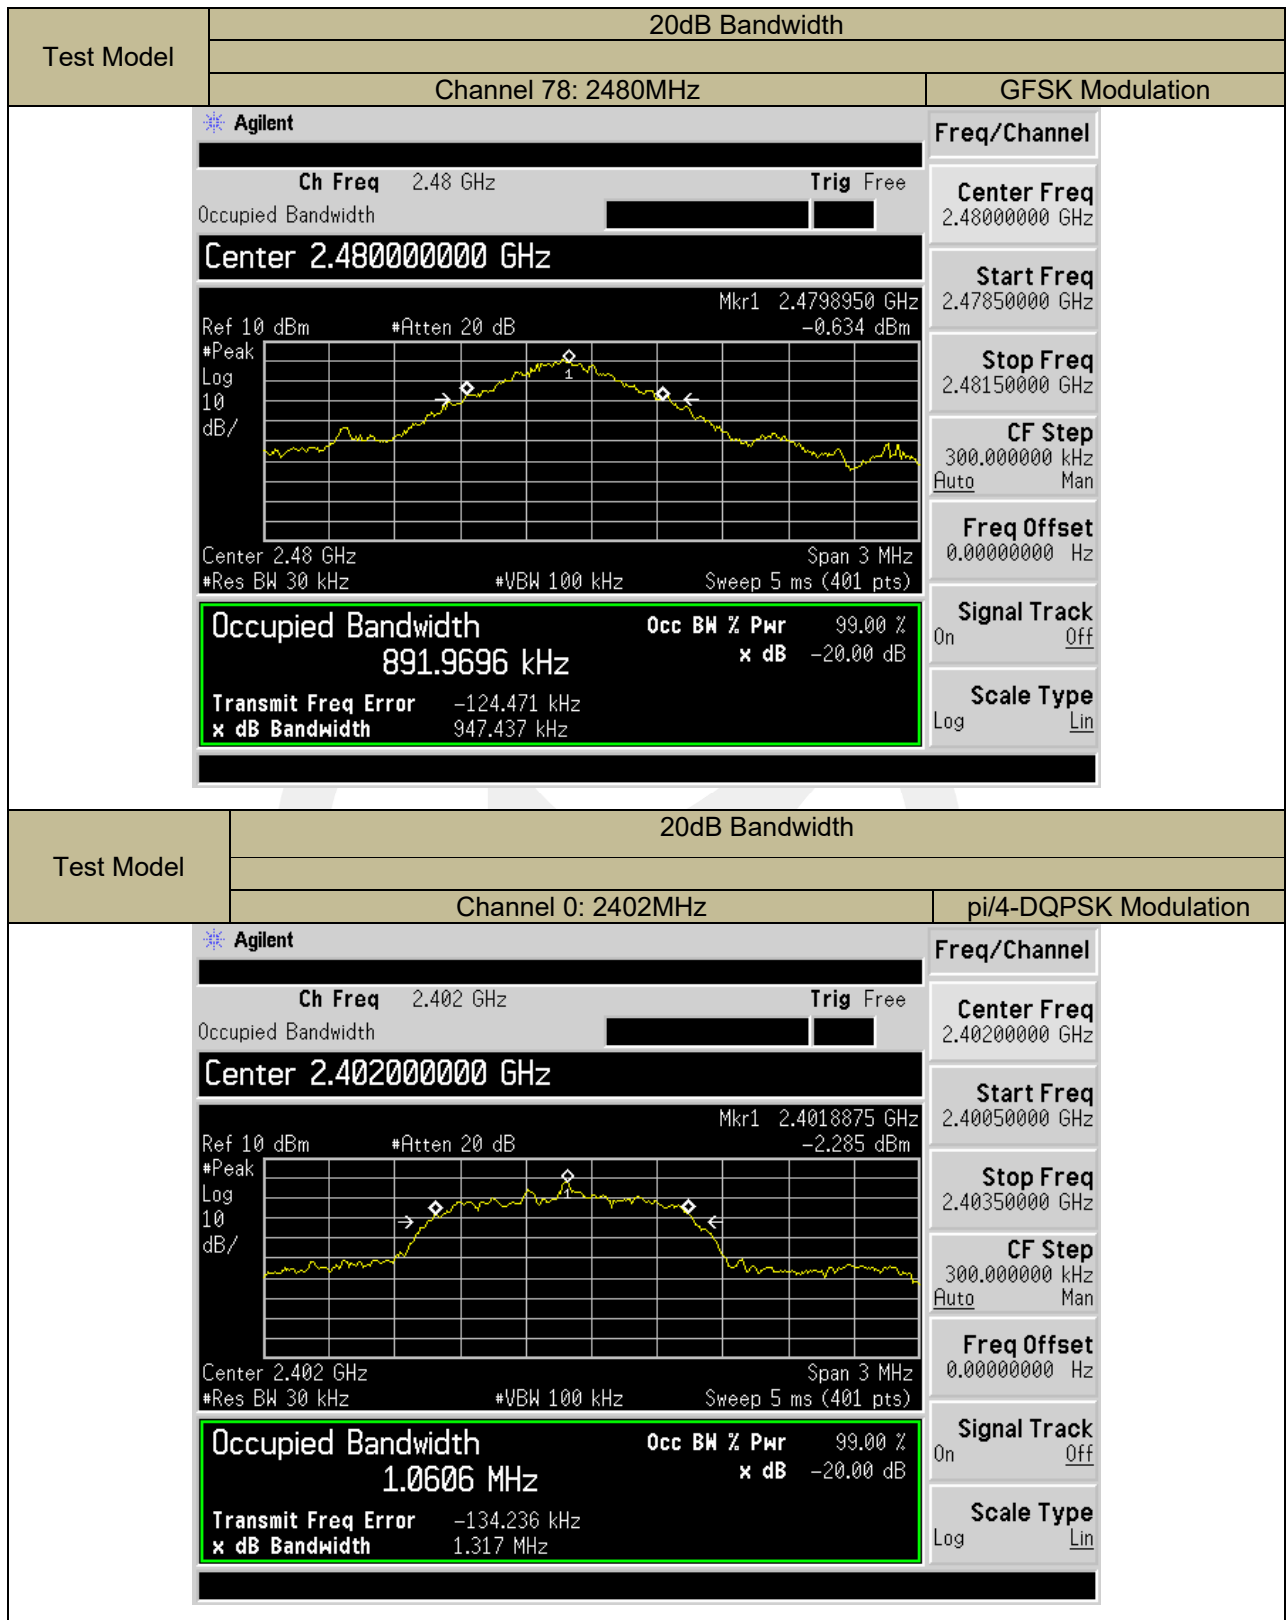 Test Model
20dB Bandwidth
Channel 78: 2480MHz
GFSK Modulation
Agilent
Freq/Channel
Ch Freq 2.48 GHz
Trig Free
Occupied Bandwidth
Center 2.480000000 GHz
Center Freq
2.48000000 GHz
Start Freq
2.47850000 GHz
Stop Freq
2.48150000 GHz
CF Step
300.000000 kHz
Auto Man
Freq Offset
0.00000000 Hz
Signal Track
On Off
Scale Type
Log Lin
Mkr1 2.4798950 GHz
Ref 10 dBm #Atten 20 dB -0.634 dBm
#Peak
Log
10
dB/
1
Center 2.48 GHz Span 3 MHz
#Res BW 30 kHz #VBW 100 kHz Sweep 5 ms (401 pts)
Occupied Bandwidth
891.9696 kHz
Occ BW % Pwr 99.00 %
x dB -20.00 dB
Transmit Freq Error -124.471 kHz
x dB Bandwidth 947.437 kHz
Test Model
20dB Bandwidth
Channel 0: 2402MHz
pi/4-DQPSK Modulation
Agilent
Freq/Channel
Ch Freq 2.402 GHz
Trig Free
Occupied Bandwidth
Center 2.402000000 GHz
Center Freq
2.40200000 GHz
Start Freq
2.40050000 GHz
Stop Freq
2.40350000 GHz
CF Step
300.000000 kHz
Auto Man
Freq Offset
0.00000000 Hz
Signal Track
On Off
Scale Type
Log Lin
Mkr1 2.4018875 GHz
Ref 10 dBm #Atten 20 dB -2.285 dBm
#Peak
Log
10
dB/
1
Center 2.402 GHz Span 3 MHz
#Res BW 30 kHz #VBW 100 kHz Sweep 5 ms (401 pts)
Occupied Bandwidth
1.0606 MHz
Occ BW % Pwr 99.00 %
x dB -20.00 dB
Transmit Freq Error -134.236 kHz
x dB Bandwidth 1.317 MHz